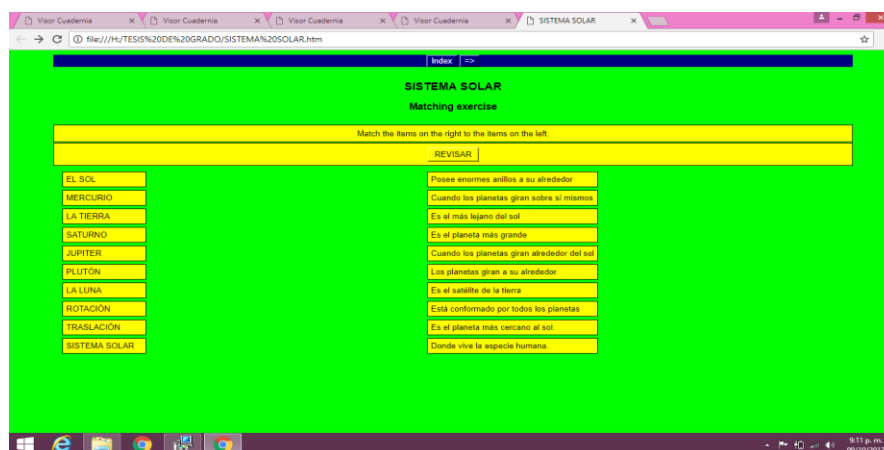 Visor Cuadernia Visor Cuadernia Visor Cuadernia Visor Cuadernia SISTEMA SOLAR
file:///H:/TESIS%20DE%20GRADO/SISTEMA%20SOLAR.htm
Index =>
SISTEMA SOLAR
Matching exercise
Match the items on the right to the items on the left.
REVISAR
EL SOL Posee enormes anillos a su alrededor
MERCURIO Cuando los planetas giran sobre sí mismos
LA TIERRA Es el más lejano del sol
SATURNO Es el planeta más grande
JUPITER Cuando los planetas giran alrededor del sol
PLUTÓN Los planetas giran a su alrededor.
LA LUNA Es el satélite de la tierra
ROTACIÓN Está conformado por todos los planetas
TRASLACIÓN Es el planeta más cercano al sol.
SISTEMA SOLAR Donde vive la especie humana.
9:11 p. m.